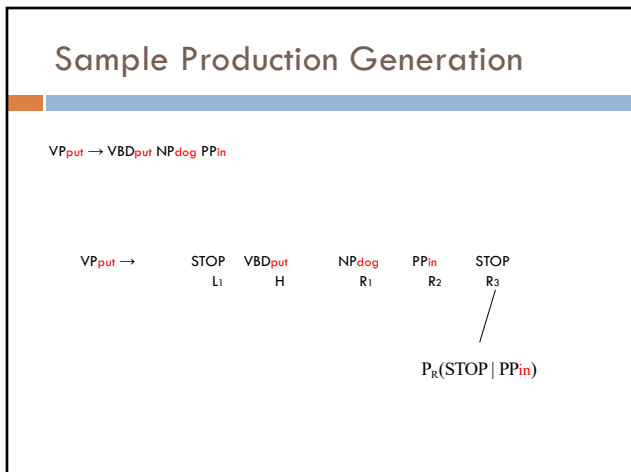 Sample Production Generation
VPput → VBDput NPdog PPin
VPput → STOP VBDput NPdog PPin STOP
L1 H R1 R2 R3
PR(STOP | PPin)